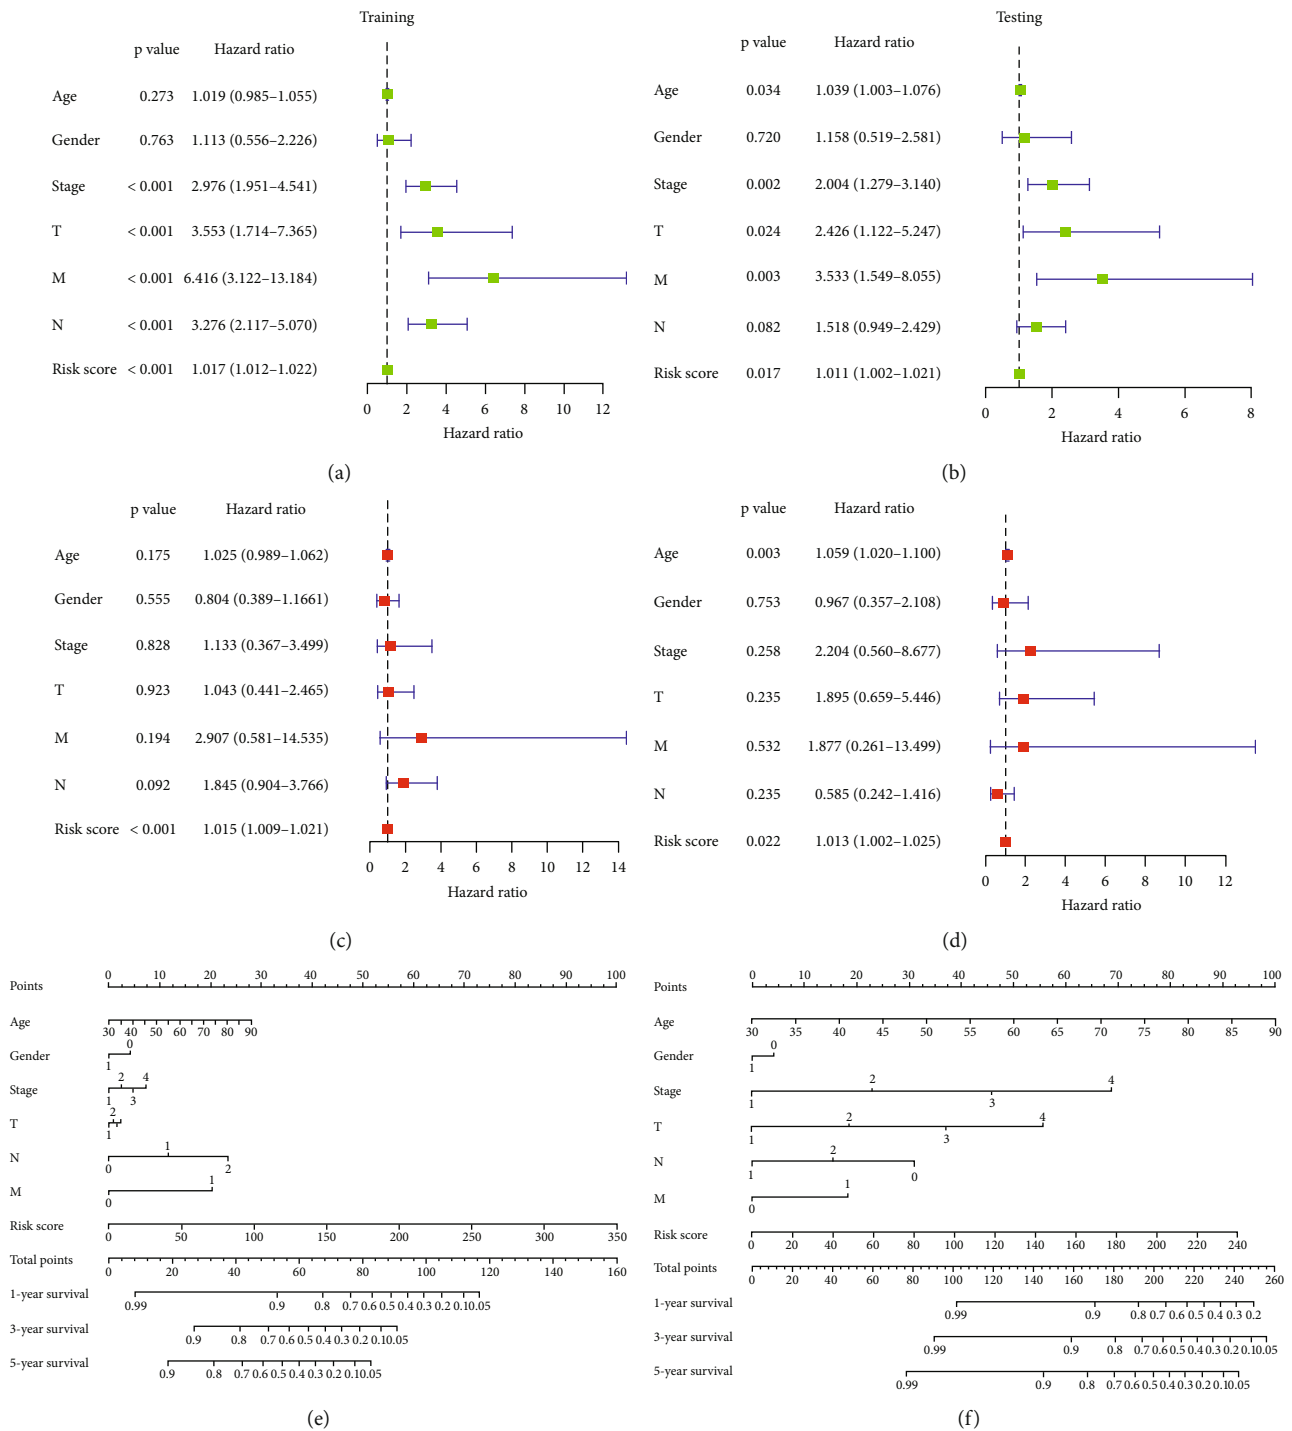 Training
p value Hazard ratio
Age 0.273 1.019 (0.985–1.055)
Gender 0.763 1.113 (0.556–2.226)
Stage < 0.001 2.976 (1.951–4.541)
T < 0.001 3.553 (1.714–7.365)
M < 0.001 6.416 (3.122–13.184)
N < 0.001 3.276 (2.117–5.070)
Risk score < 0.001 1.017 (1.012–1.022)
0 2 4 6 8 10 12
Hazard ratio
(a)
Testing
p value Hazard ratio
Age 0.034 1.039 (1.003–1.076)
Gender 0.720 1.158 (0.519–2.581)
Stage 0.002 2.004 (1.279–3.140)
T 0.024 2.426 (1.122–5.247)
M 0.003 3.533 (1.549–8.055)
N 0.082 1.518 (0.949–2.429)
Risk score 0.017 1.011 (1.002–1.021)
0 2 4 6 8
Hazard ratio
(b)
p value Hazard ratio
Age 0.175 1.025 (0.989–1.062)
Gender 0.555 0.804 (0.389–1.1661)
Stage 0.828 1.133 (0.367–3.499)
T 0.923 1.043 (0.441–2.465)
M 0.194 2.907 (0.581–14.535)
N 0.092 1.845 (0.904–3.766)
Risk score < 0.001 1.015 (1.009–1.021)
0 2 4 6 8 10 12 14
Hazard ratio
(c)
p value Hazard ratio
Age 0.003 1.059 (1.020–1.100)
Gender 0.753 0.967 (0.357–2.108)
Stage 0.258 2.204 (0.560–8.677)
T 0.235 1.895 (0.659–5.446)
M 0.532 1.877 (0.261–13.499)
N 0.235 0.585 (0.242–1.416)
Risk score 0.022 1.013 (1.002–1.025)
0 2 4 6 8 10 12
Hazard ratio
(d)
0 10 20 30 40 50 60 70 80 90 100
Points
Age
30 40 50 60 70 80 90
0
Gender
1
2 4
Stage
1 3
2
T
1
1
N
0 2
1
M
0
Risk score
0 50 100 150 200 250 300 350
Total points
0 20 40 60 80 100 120 140 160
1-year survival
0.99 0.9 0.8 0.7 0.6 0.5 0.4 0.3 0.2 0.10.05
3-year survival
0.9 0.8 0.7 0.6 0.5 0.4 0.3 0.2 0.10.05
5-year survival
0.9 0.8 0.7 0.6 0.5 0.4 0.3 0.2 0.10.05
(e)
0 10 20 30 40 50 60 70 80 90 100
Points
Age
30 35 40 45 50 55 60 65 70 75 80 85 90
0
Gender
1
2 4
Stage
1 3
2 4
T
1 3
2
N
1 0
1
M
0
Risk score
0 20 40 60 80 100 120 140 160 180 200 220 240
Total points
0 20 40 60 80 100 120 140 160 180 200 220 240 260
1-year survival
0.99 0.9 0.8 0.7 0.6 0.5 0.4 0.3 0.2
3-year survival
0.99 0.9 0.8 0.7 0.6 0.5 0.4 0.3 0.2 0.10.05
5-year survival
0.99 0.9 0.8 0.7 0.6 0.5 0.4 0.3 0.2 0.10.05
(f)